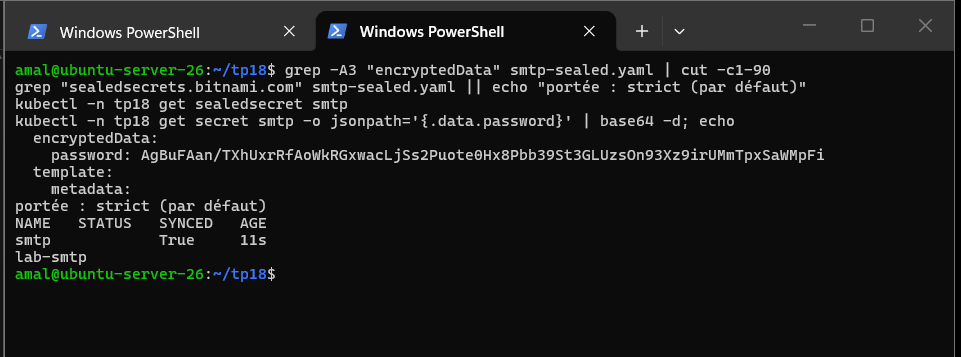 Windows PowerShell
Windows PowerShell
amal@ubuntu-server-26:~/tp18$ grep -A3 "encryptedData" smtp-sealed.yaml | cut -c1-90
grep "sealedsecrets.bitnami.com" smtp-sealed.yaml || echo "portée : strict (par défaut)"
kubectl -n tp18 get sealedsecret smtp
kubectl -n tp18 get secret smtp -o jsonpath='{.data.password}' | base64 -d; echo
  encryptedData:
    password: AgBuFAan/TXhUxrRfAoWkRGxwacLjSs2Puote0Hx8Pbb39St3GLUzsOn93Xz9irUMmTpxSaWMpFi
  template:
    metadata:
portée : strict (par défaut)
NAME   STATUS   SYNCED   AGE
smtp            True     11s
lab-smtp
amal@ubuntu-server-26:~/tp18$